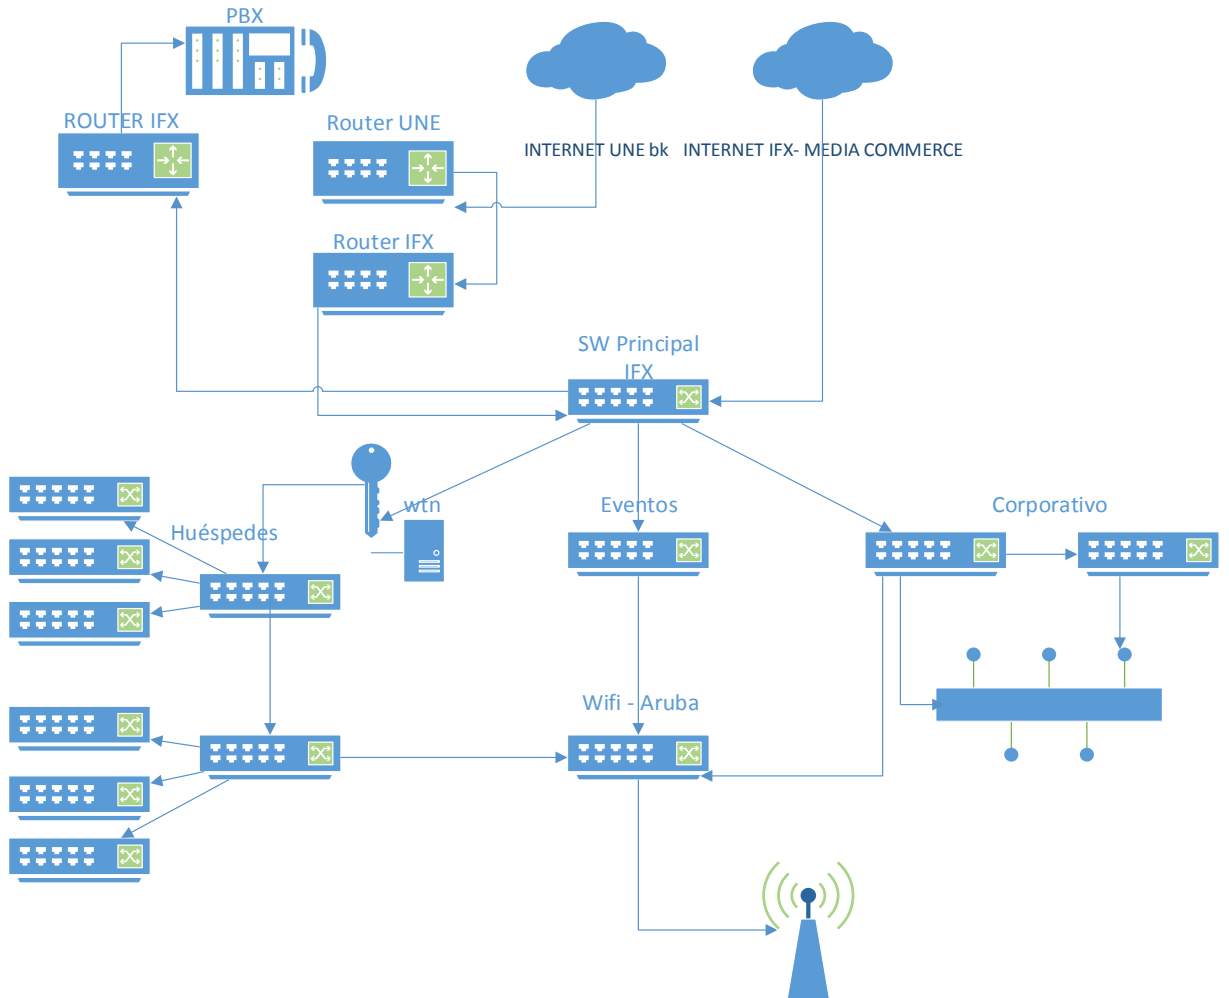 PBX
ROUTER IFX
Router UNE
INTERNET UNE bk
INTERNET IFX- MEDIA COMMERCE
Router IFX
SW Principal
IFX
wtn
Eventos
Corporativo
Huéspedes
Wifi - Aruba